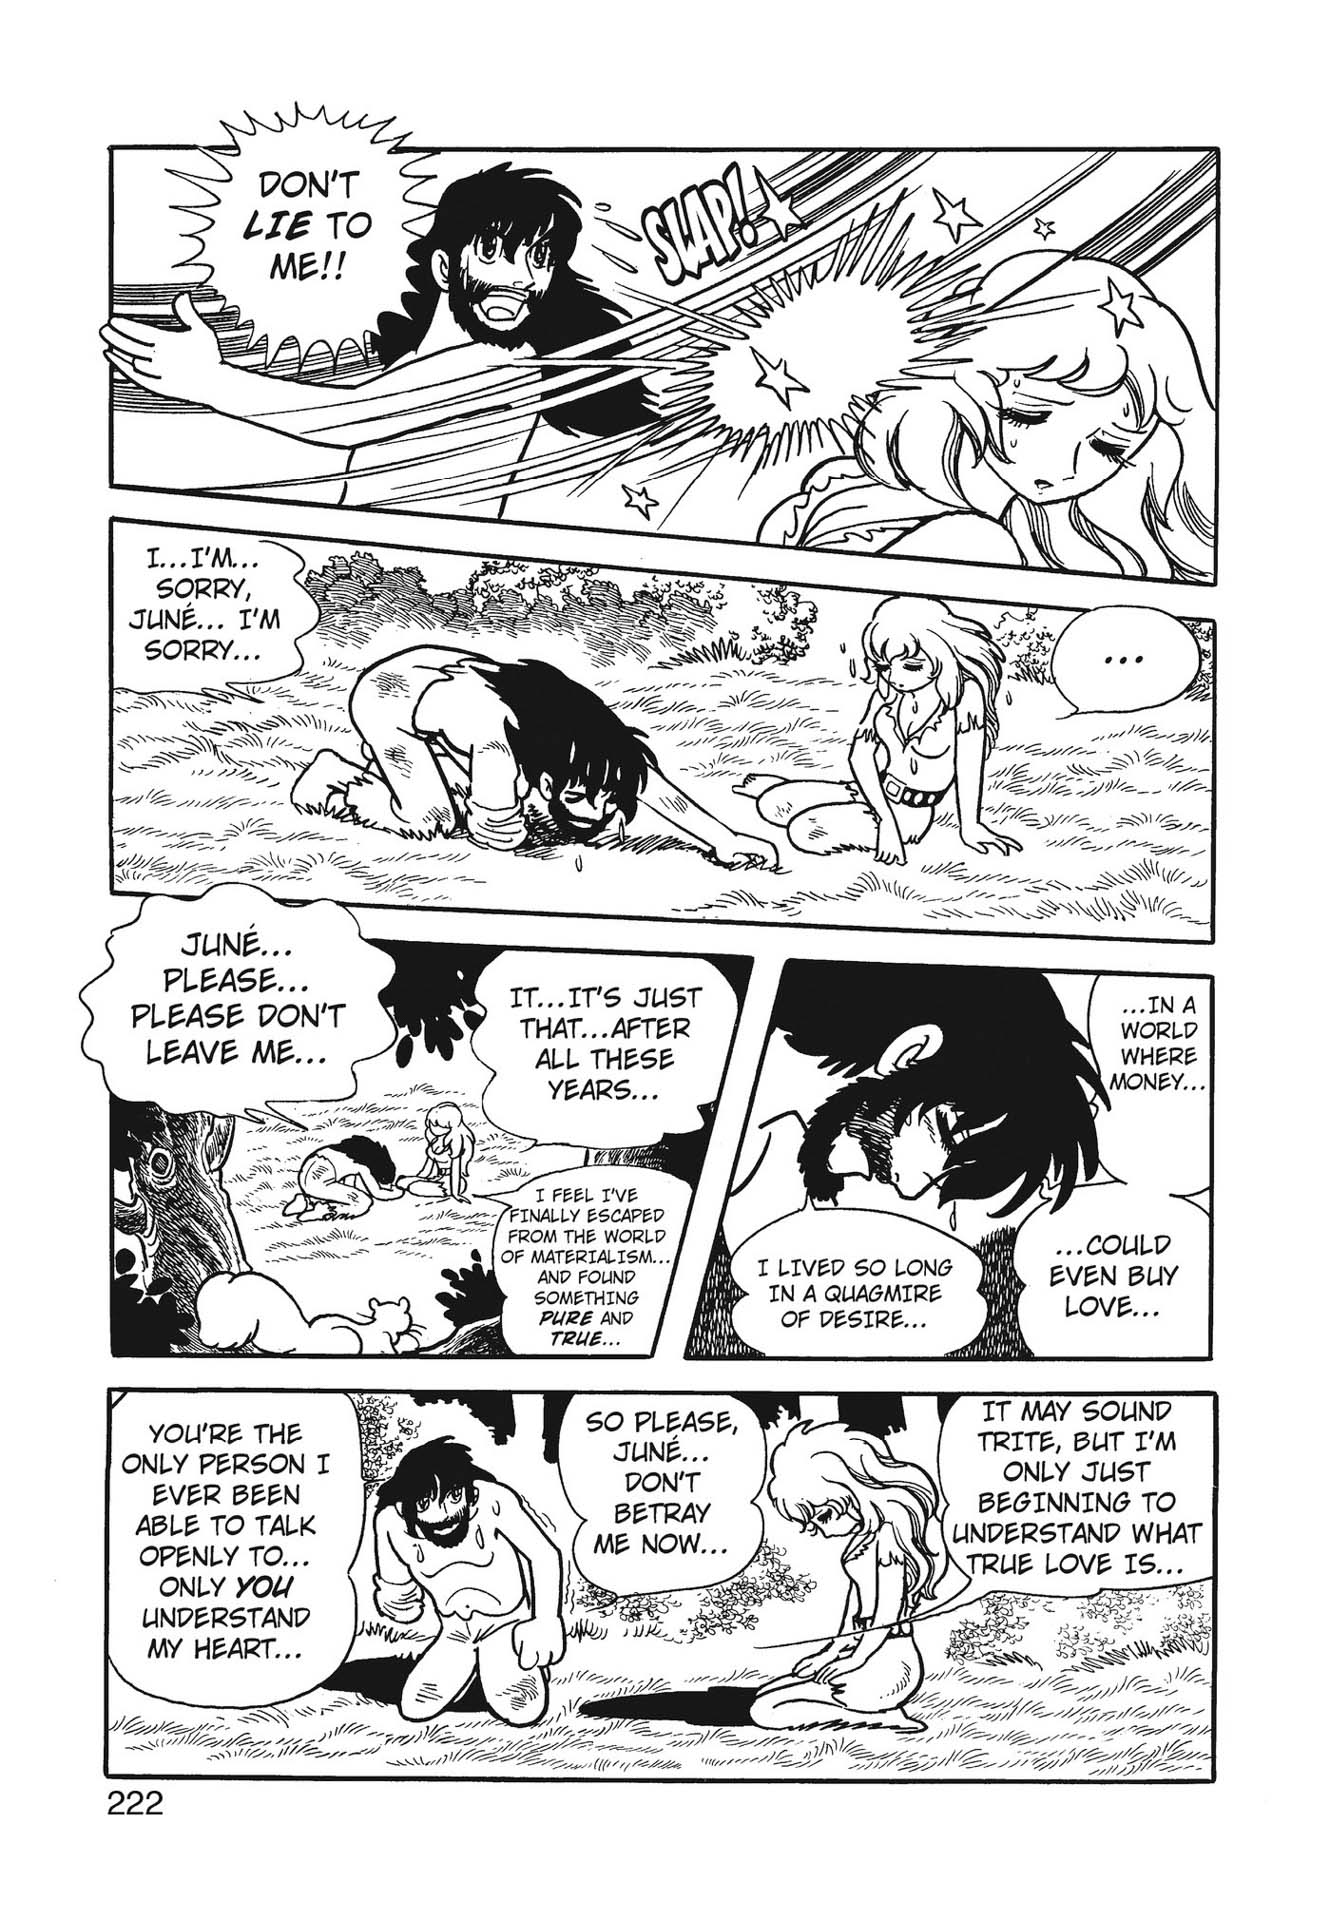 DON'T
LIE TO
ME!!
SLAP!
I...I'M...
SORRY,
JUNÉ... I'M
SORRY...
...
JUNÉ...
PLEASE...
PLEASE DON'T
LEAVE ME...
IT...IT'S JUST
THAT...AFTER
ALL THESE
YEARS...
I FEEL I'VE
FINALLY ESCAPED
FROM THE WORLD
OF MATERIALISM...
AND FOUND
SOMETHING
PURE AND
TRUE...
...IN A
WORLD
WHERE
MONEY...
...COULD
EVEN BUY
LOVE...
I LIVED SO LONG
IN A QUAGMIRE
OF DESIRE...
YOU'RE THE
ONLY PERSON I
EVER BEEN
ABLE TO TALK
OPENLY TO...
ONLY YOU
UNDERSTAND
MY HEART...
SO PLEASE,
JUNÉ...
DON'T
BETRAY
ME NOW...
IT MAY SOUND
TRITE, BUT I'M
ONLY JUST
BEGINNING TO
UNDERSTAND WHAT
TRUE LOVE IS...
222